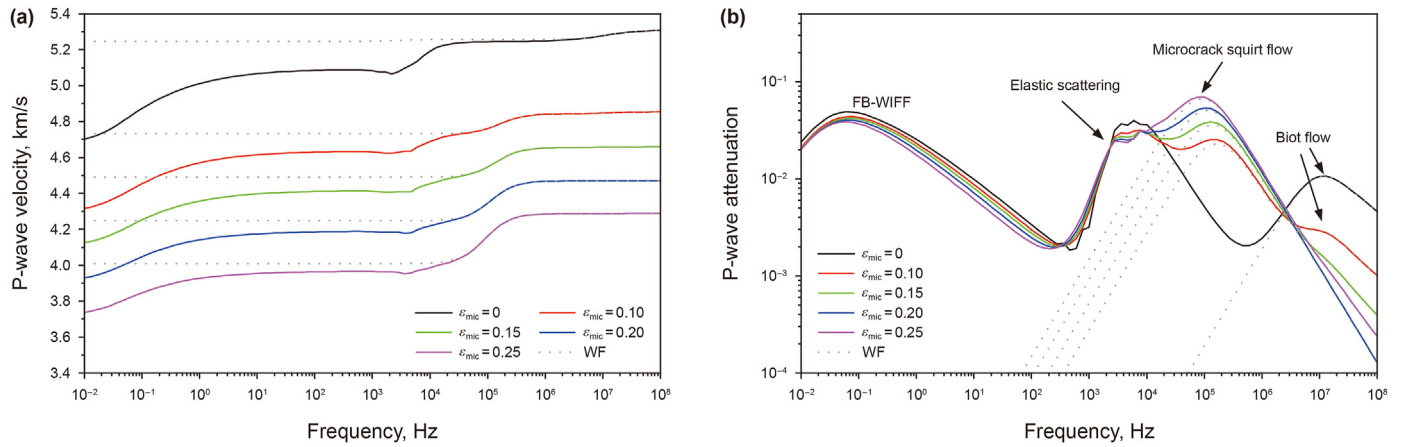 (a)
5.4
5.2
5.0
4.8
4.6
4.4
4.2
4.0
3.8
3.6
3.4
P-wave velocity, km/s
εmic = 0
εmic = 0.10
εmic = 0.15
εmic = 0.20
εmic = 0.25
WF
10⁻² 10⁻¹ 10⁰ 10¹ 10² 10³ 10⁴ 10⁵ 10⁶ 10⁷ 10⁸
Frequency, Hz
(b)
10⁻¹
10⁻²
10⁻³
10⁻⁴
P-wave attenuation
Microcrack squirt flow
Elastic scattering
FB-WIFF
Biot flow
εmic = 0
εmic = 0.10
εmic = 0.15
εmic = 0.20
εmic = 0.25
WF
10⁻² 10⁻¹ 10⁰ 10¹ 10² 10³ 10⁴ 10⁵ 10⁶ 10⁷ 10⁸
Frequency, Hz